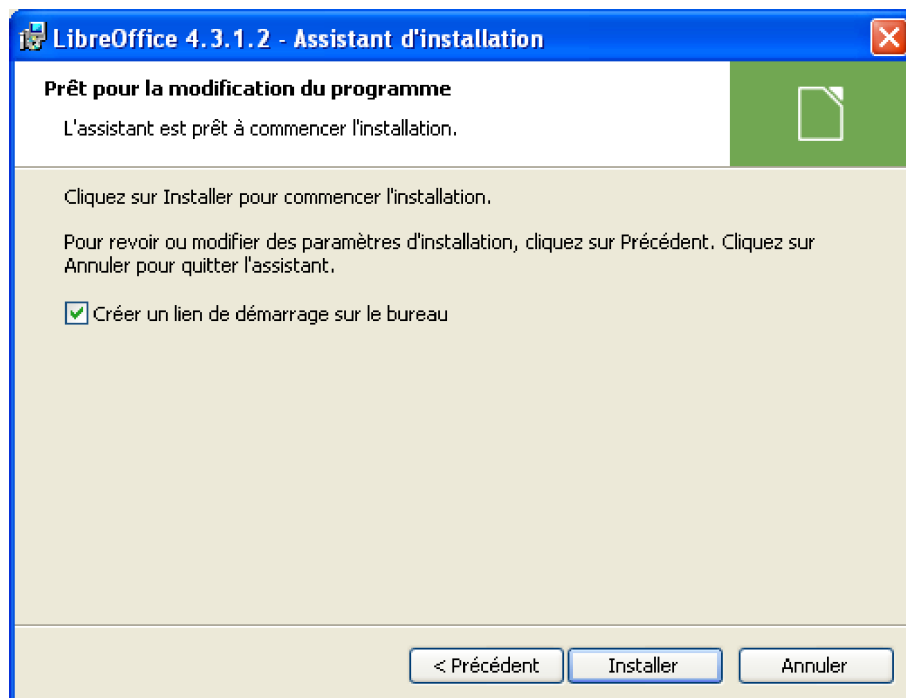 LibreOffice 4.3.1.2 - Assistant d'installation
Prêt pour la modification du programme
L'assistant est prêt à commencer l'installation.
Cliquez sur Installer pour commencer l'installation.
Pour revoir ou modifier des paramètres d'installation, cliquez sur Précédent. Cliquez sur
Annuler pour quitter l'assistant.
Créer un lien de démarrage sur le bureau
< Précédent Installer Annuler